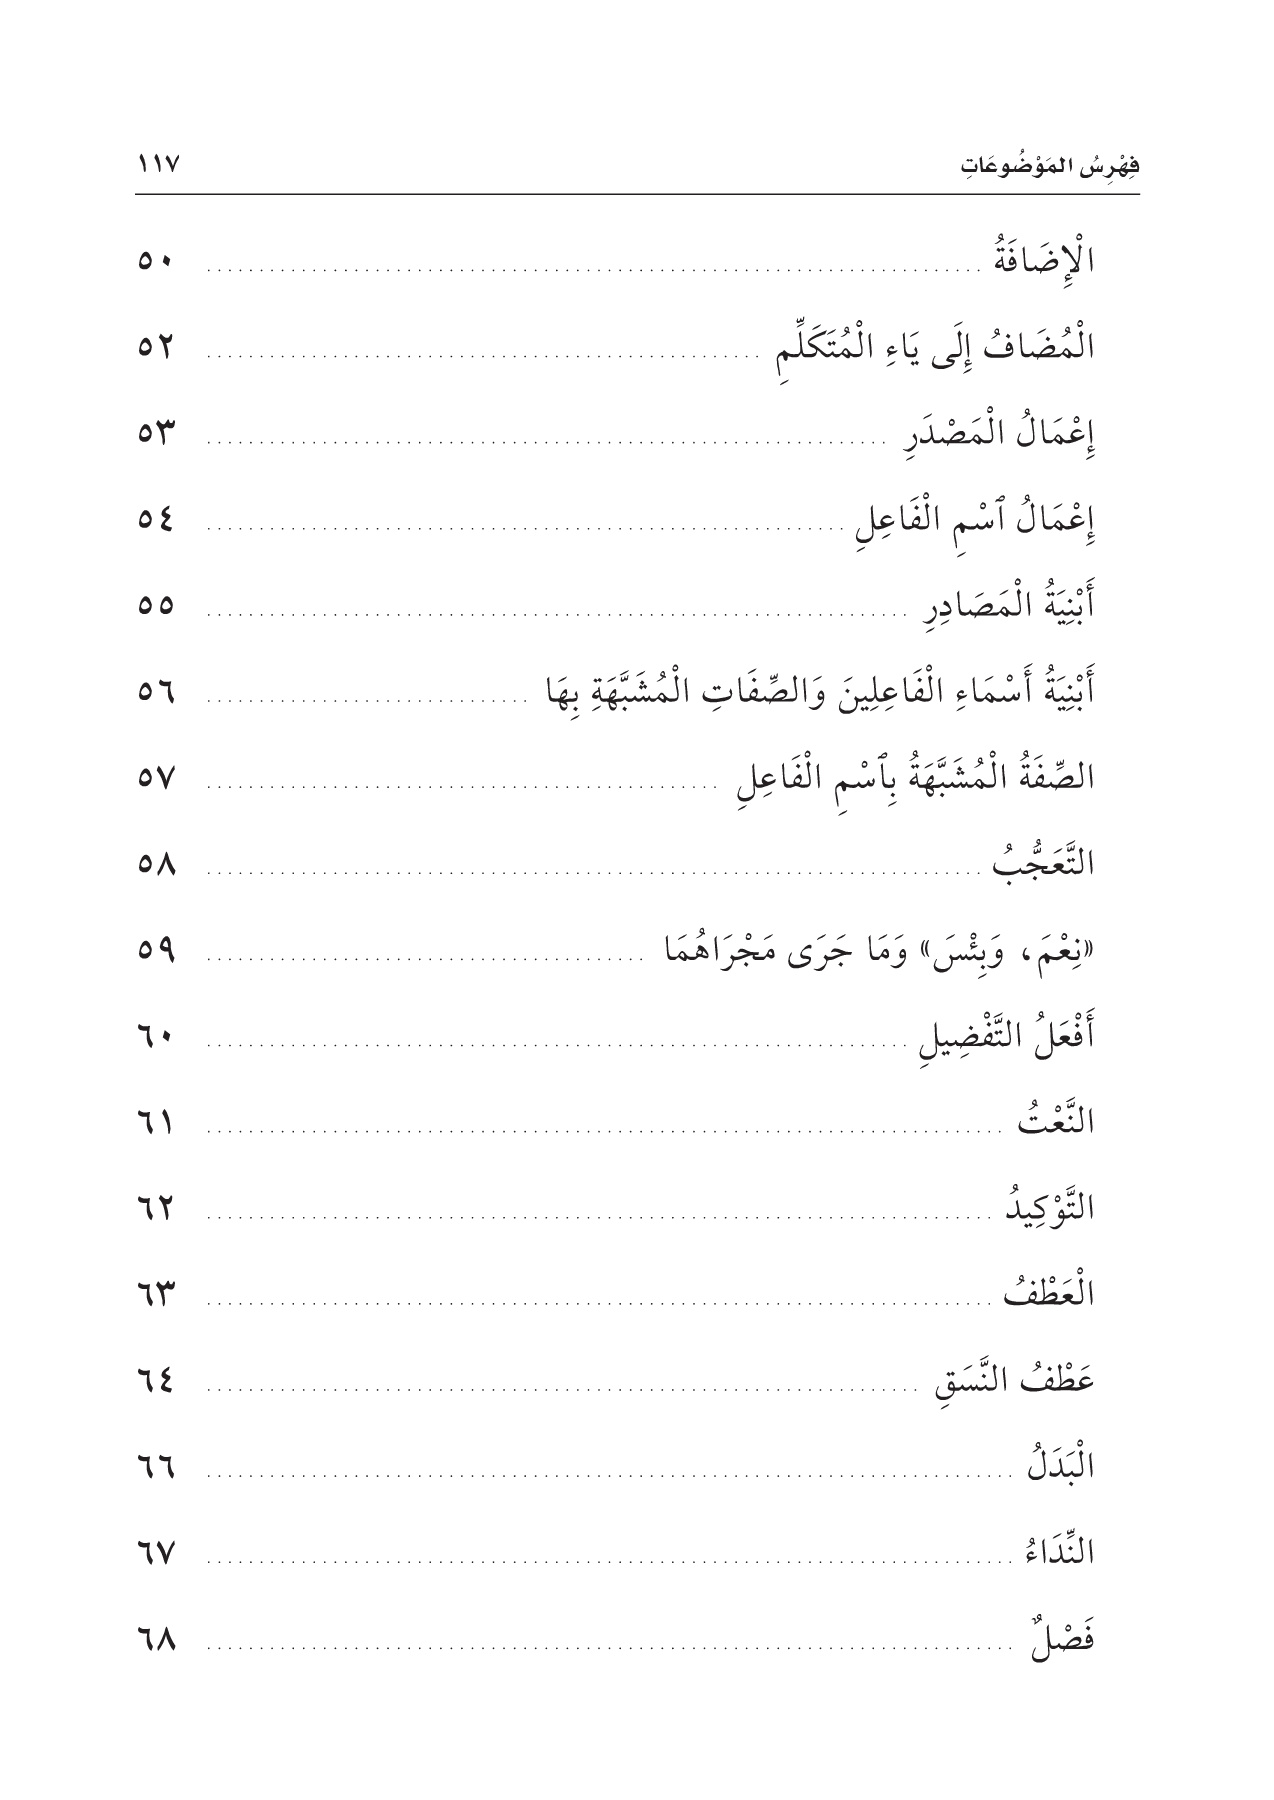 فِهْرِسُ المَوْضُوعَاتِ ١١٧
الْإِضَافَةُ ٥٠
الْمُضَافُ إِلَى يَاءِ الْمُتَكَلِّمِ ٥٢
إِعْمَالُ الْمَصْدَرِ ٥٣
إِعْمَالُ ٱسْمِ الْفَاعِلِ ٥٤
أَبْنِيَةُ الْمَصَادِرِ ٥٥
أَبْنِيَةُ أَسْمَاءِ الْفَاعِلِينَ وَالصِّفَاتِ الْمُشَبَّهَةِ بِهَا ٥٦
الصِّفَةُ الْمُشَبَّهَةُ بِٱسْمِ الْفَاعِلِ ٥٧
التَّعَجُّبُ ٥٨
«نِعْمَ، وَبِئْسَ» وَمَا جَرَى مَجْرَاهُمَا ٥٩
أَفْعَلُ التَّفْضِيلِ ٦٠
النَّعْتُ ٦١
التَّوْكِيدُ ٦٢
الْعَطْفُ ٦٣
عَطْفُ النَّسَقِ ٦٤
الْبَدَلُ ٦٦
النِّدَاءُ ٦٧
فَصْلٌ ٦٨